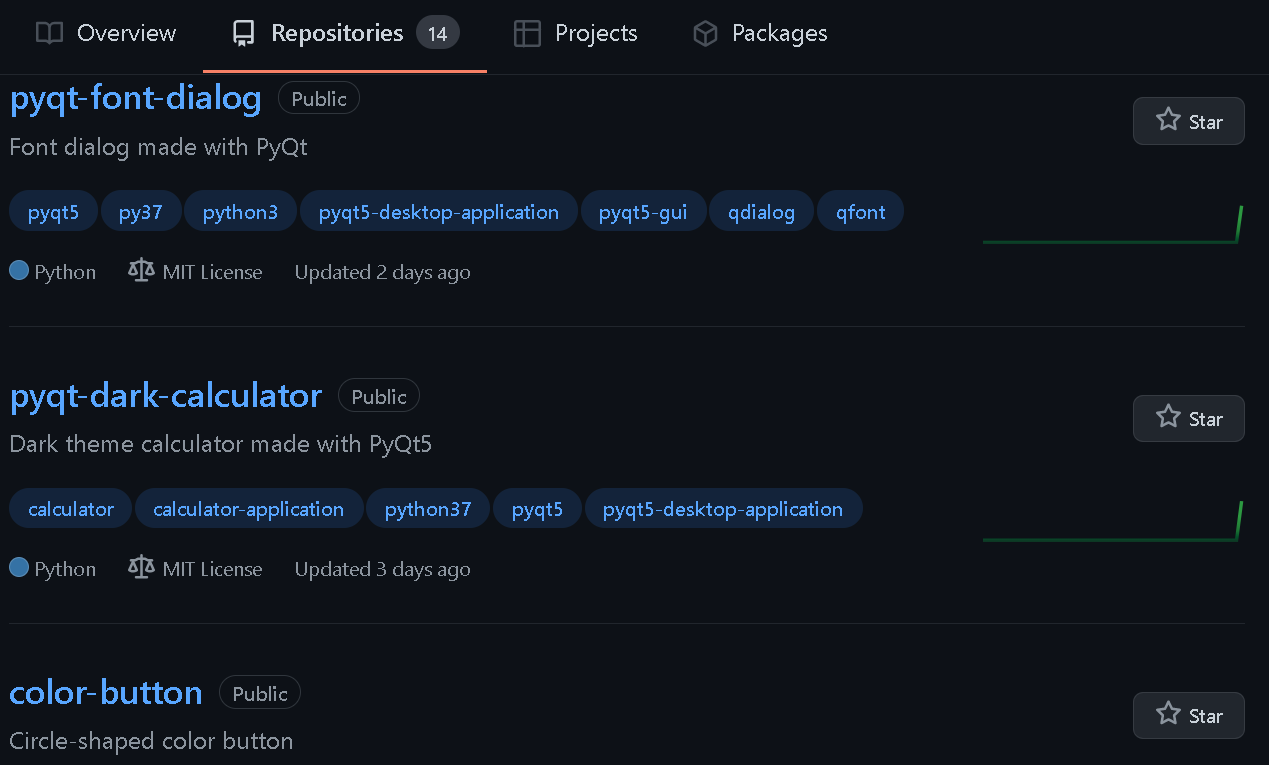 Overview Repositories 14 Projects Packages
pyqt-font-dialog Public
Star
Font dialog made with PyQt
pyqt5 py37 python3 pyqt5-desktop-application pyqt5-gui qdialog qfont
Python MIT License Updated 2 days ago
pyqt-dark-calculator Public
Star
Dark theme calculator made with PyQt5
calculator calculator-application python37 pyqt5 pyqt5-desktop-application
Python MIT License Updated 3 days ago
color-button Public
Star
Circle-shaped color button